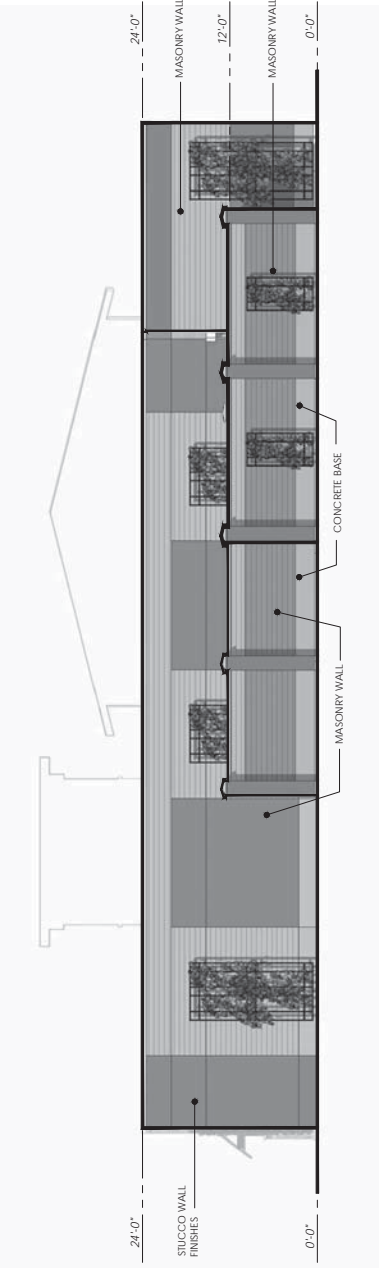 24'-0"
24'-0"
MASONRY WALL
STUCCO WALL
FINISHES
12'-0"
MASONRY WALL
0'-0"
0'-0"
CONCRETE BASE
MASONRY WALL